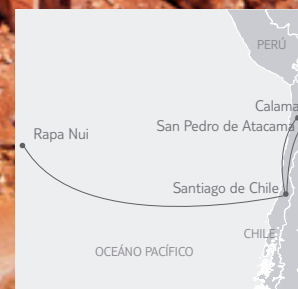 PERÚ
Calama
San Pedro de Atacama
Rapa Nui
Santiago de Chile
CHILE
OCEÁNO PACÍFICO